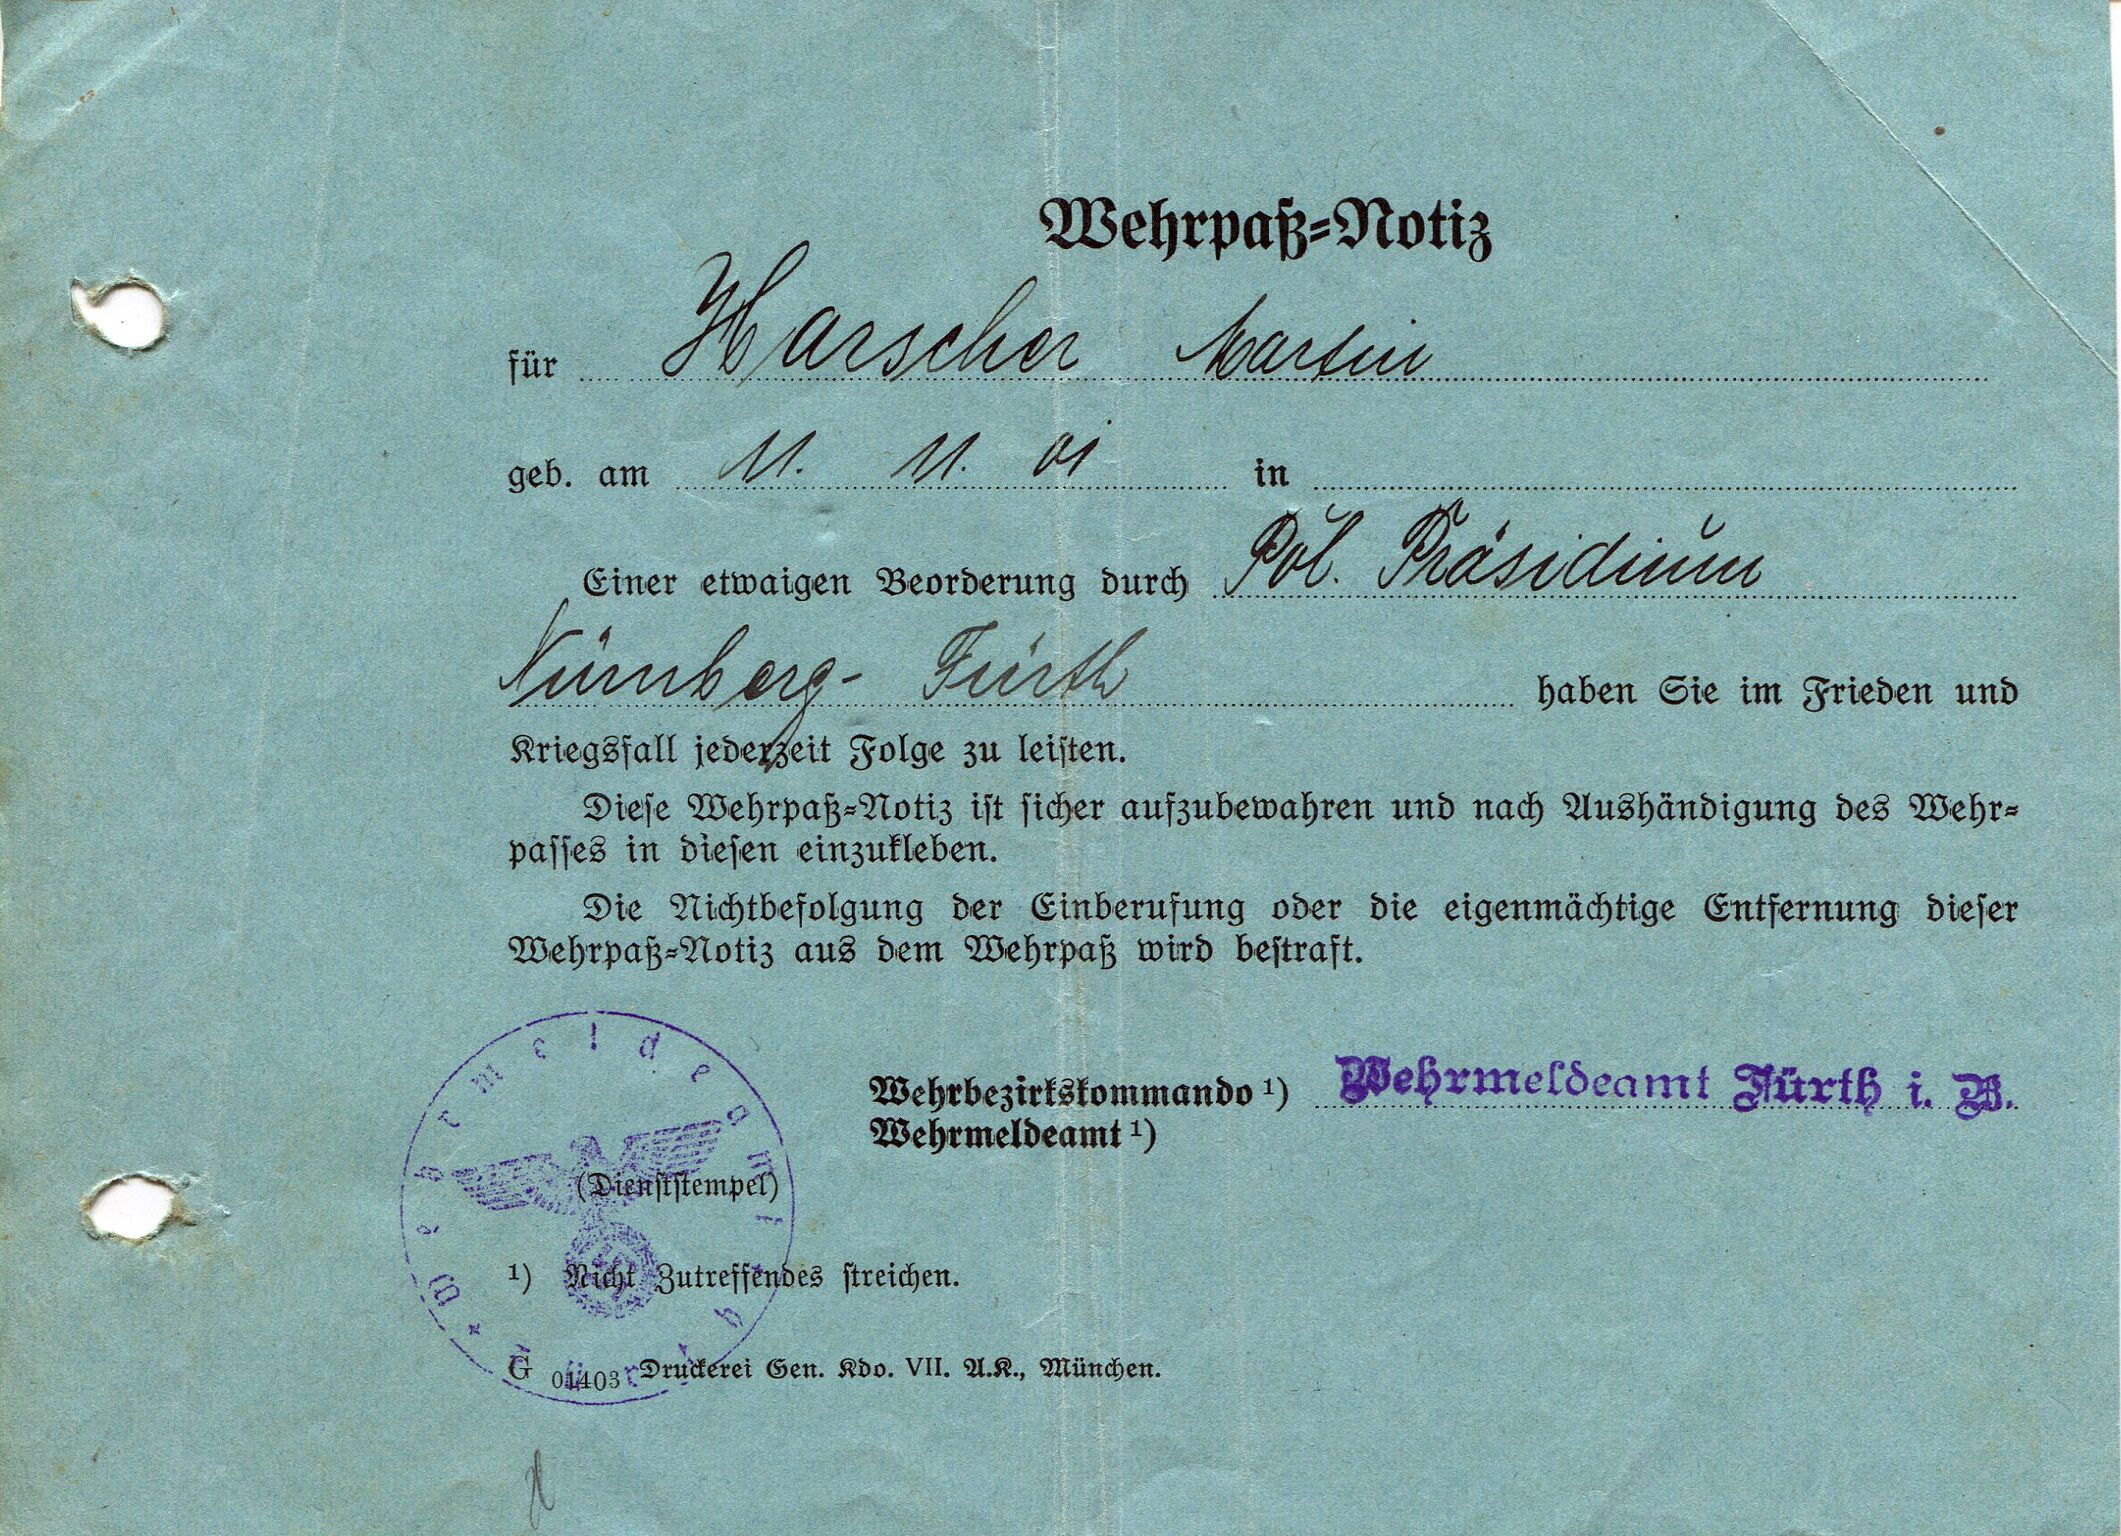 Wehrpaß-Notiz
für Harscher Martin
geb. am 11. 11. 01 in
Einer etwaigen Beorderung durch Pol. Präsidium
Nürnberg- Fürth haben Sie im Frieden und
Kriegsfall jederzeit Folge zu leisten.
Diese Wehrpaß-Notiz ist sicher aufzubewahren und nach Aushändigung des Wehr-
passes in diesen einzukleben.
Die Nichtbefolgung der Einberufung oder die eigenmächtige Entfernung dieser
Wehrpaß-Notiz aus dem Wehrpaß wird bestraft.
Wehrbezirkskommando ¹) Wehrmeldeamt Fürth i. B.
Wehrmeldeamt ¹)
Wehrmeldeamt
Fürth
(Dienststempel)
¹) Nicht Zutreffendes streichen.
G 01403 Druckerei Gen. Kdo. VII. A.K., München.